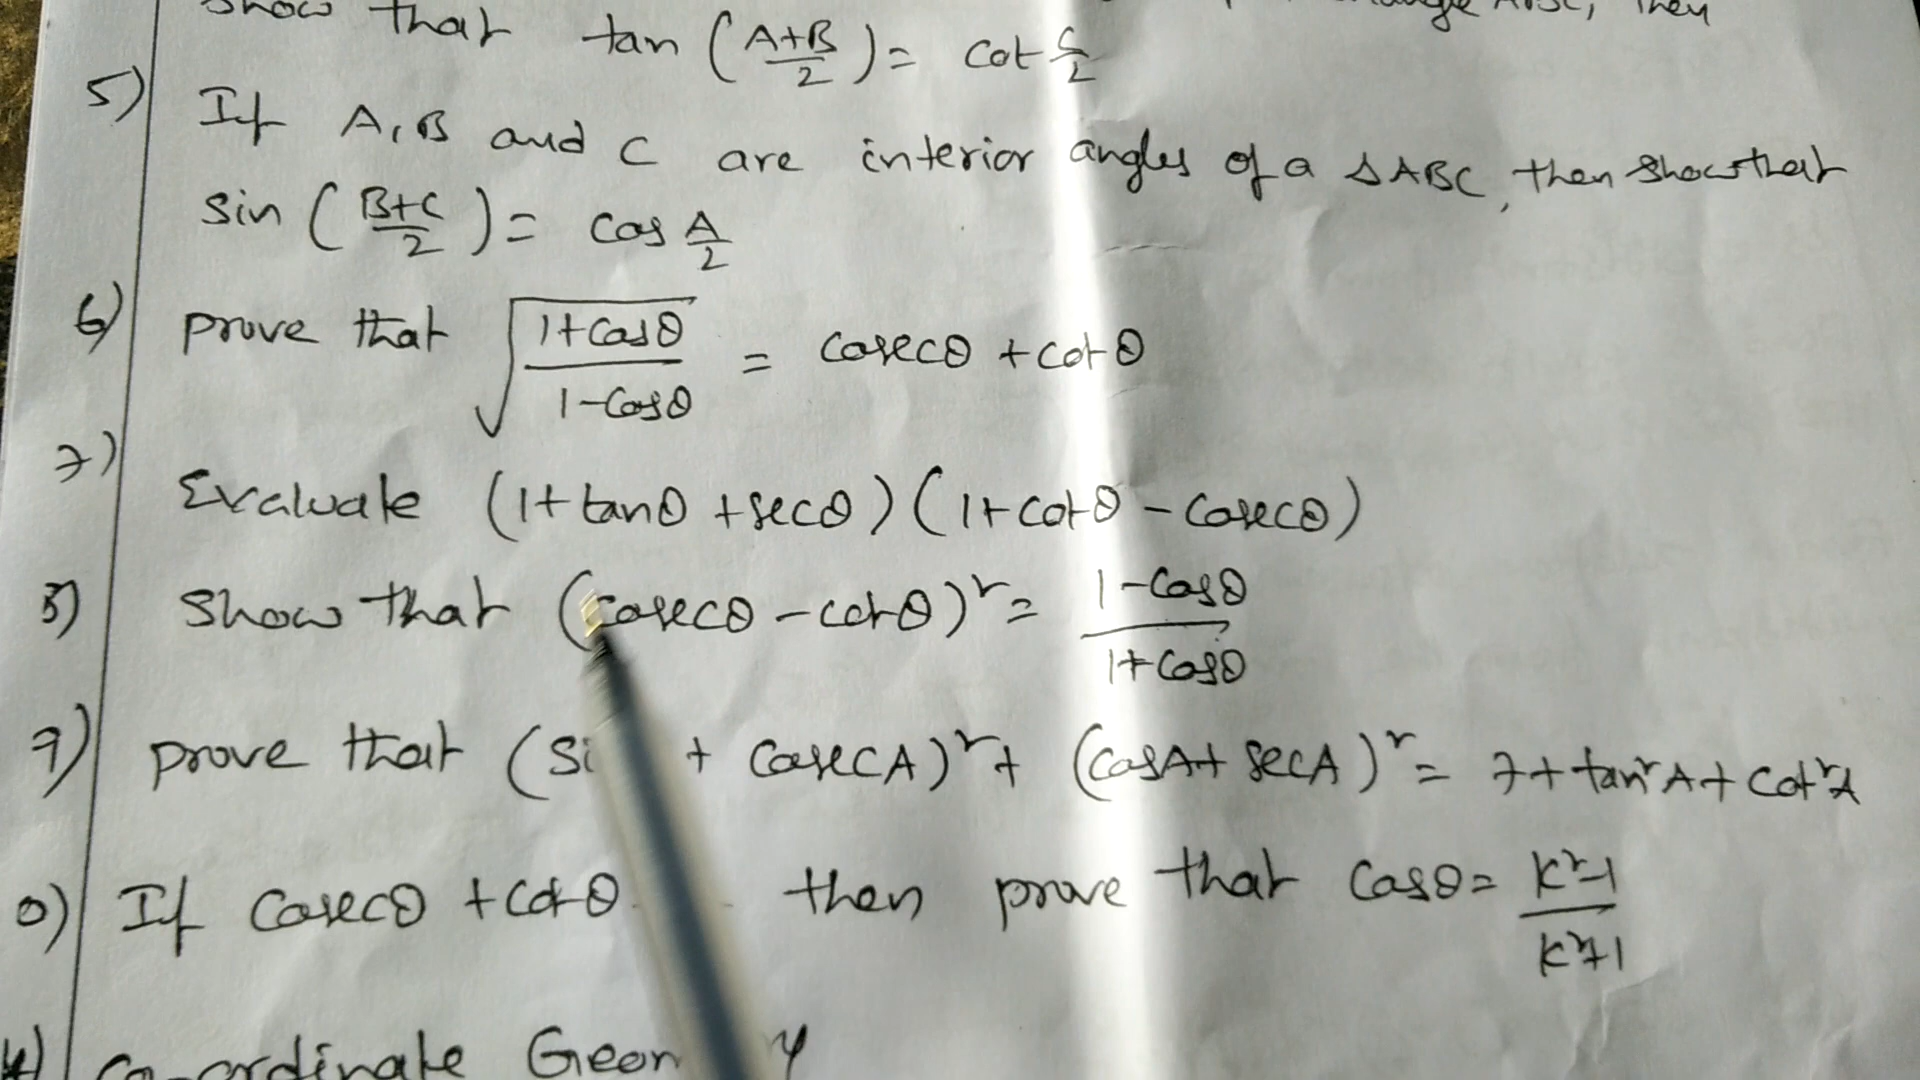 show that tan (A+B/2) = cot C/2
5) If A, B and C are interior angles of a ΔABC, then show that
sin (B+C/2) = cos A/2
6) prove that √(1+cosθ/1-cosθ) = cosecθ + cotθ
7) Evaluate (1+tanθ+secθ)(1+cotθ-cosecθ)
8) Show that (cosecθ-cotθ)² = 1-cosθ/1+cosθ
9) prove that (Si + cosecA)² + (cosA+secA)² = 7+tan²A+cot²A
0) If cosecθ+cotθ then prove that cosθ= k²-1/k²+1
co-ordinate